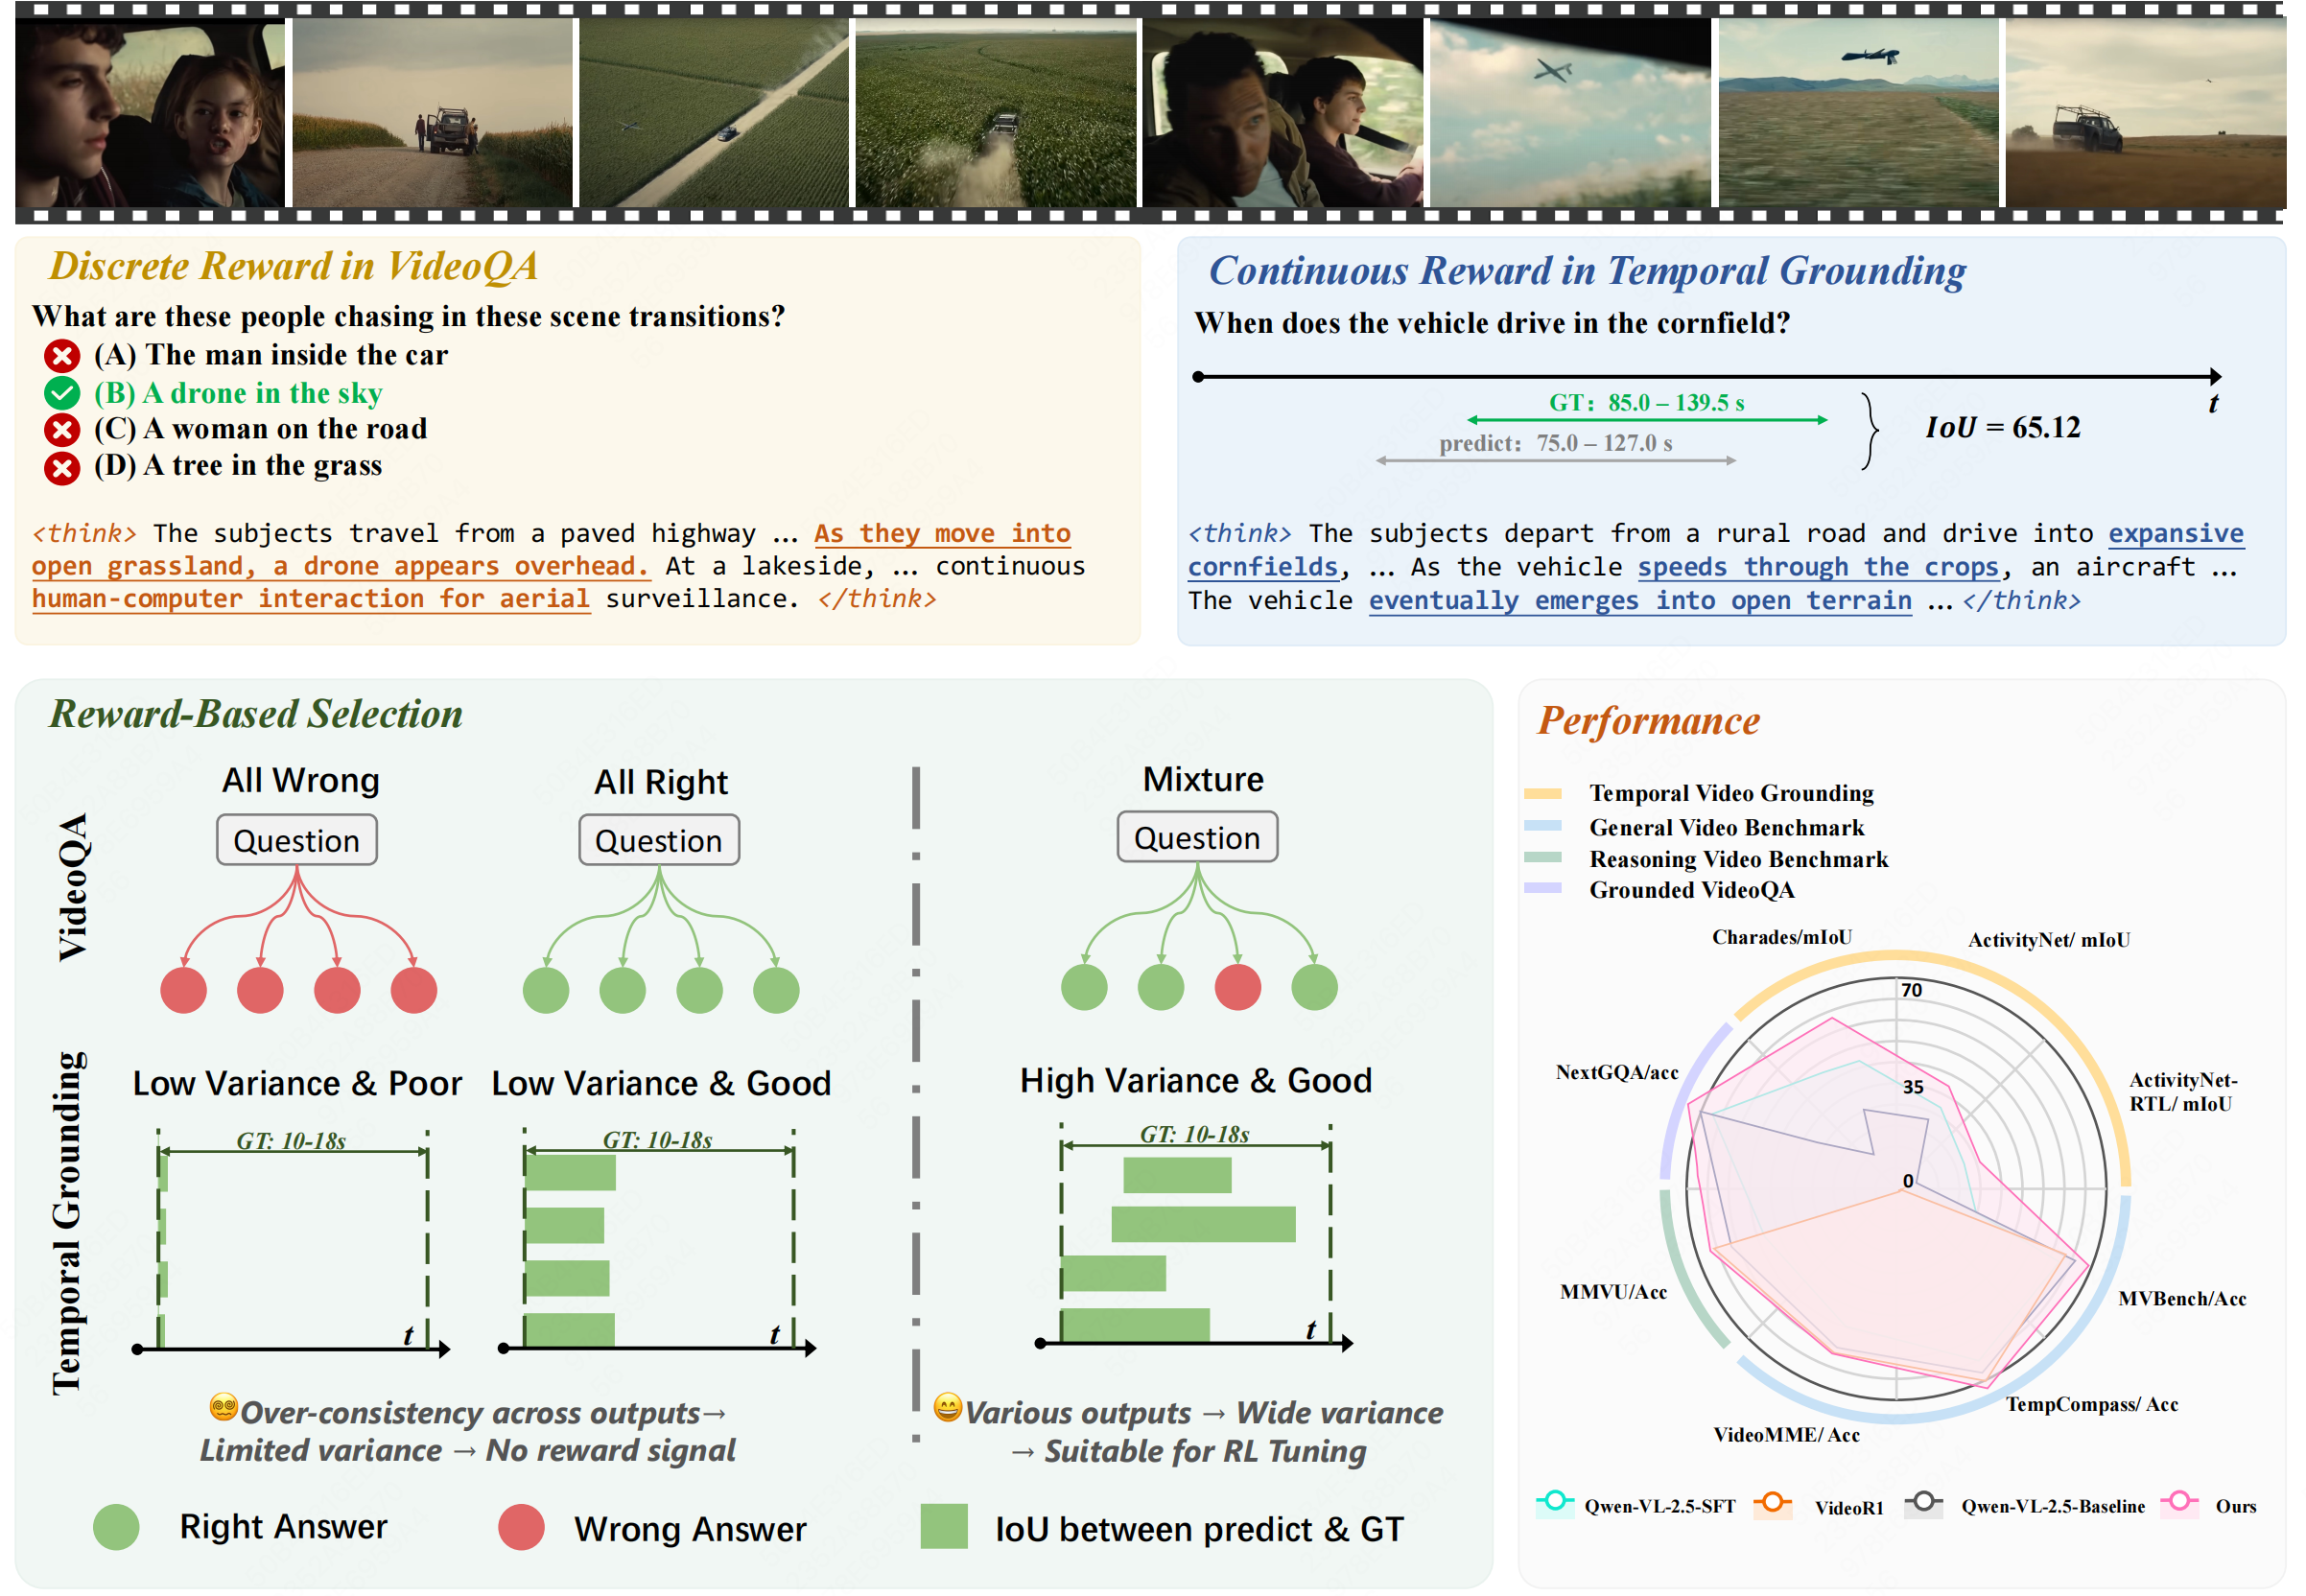 Discrete Reward in VideoQA
What are these people chasing in these scene transitions?
(A) The man inside the car
(B) A drone in the sky
(C) A woman on the road
(D) A tree in the grass
<think> The subjects travel from a paved highway … As they move into
open grassland, a drone appears overhead. At a lakeside, … continuous
human-computer interaction for aerial surveillance. </think>
Continuous Reward in Temporal Grounding
When does the vehicle drive in the cornfield?
t
GT: 85.0 – 139.5 s
predict: 75.0 – 127.0 s
IoU = 65.12
<think> The subjects depart from a rural road and drive into expansive
cornfields, … As the vehicle speeds through the crops, an aircraft …
The vehicle eventually emerges into open terrain … </think>
Reward-Based Selection
VideoQA
All Wrong
Question
All Right
Question
Mixture
Question
Temporal Grounding
Low Variance & Poor
GT: 10-18s
t
Low Variance & Good
GT: 10-18s
t
High Variance & Good
GT: 10-18s
t
Over-consistency across outputs→
Limited variance → No reward signal
Various outputs → Wide variance
→ Suitable for RL Tuning
Right Answer
Wrong Answer
IoU between predict & GT
Performance
Temporal Video Grounding
General Video Benchmark
Reasoning Video Benchmark
Grounded VideoQA
Charades/mIoU
ActivityNet/ mIoU
70
NextGQA/acc
35
ActivityNet-
RTL/ mIoU
0
MMVU/Acc
MVBench/Acc
TempCompass/ Acc
VideoMME/ Acc
Qwen-VL-2.5-SFT
VideoR1
Qwen-VL-2.5-Baseline
Ours